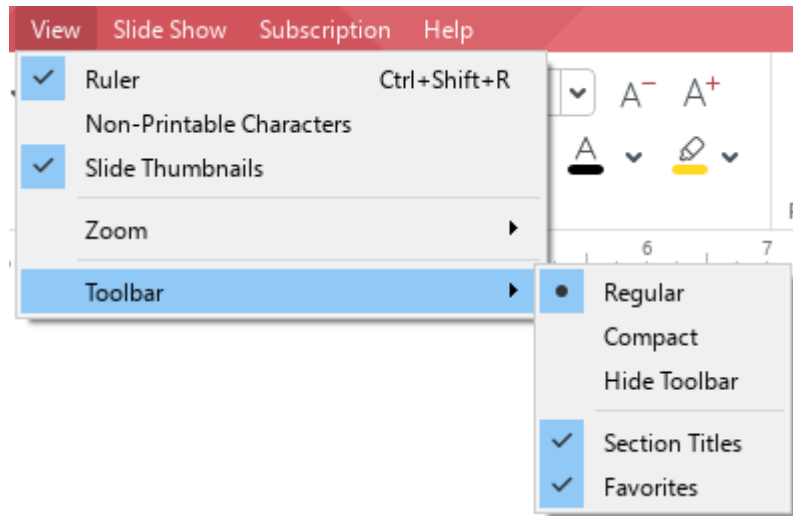 View Slide Show Subscription Help
Ruler Ctrl+Shift+R
Non-Printable Characters
Slide Thumbnails
Zoom
Toolbar
A− A+
A
6 7
Regular
Compact
Hide Toolbar
Section Titles
Favorites